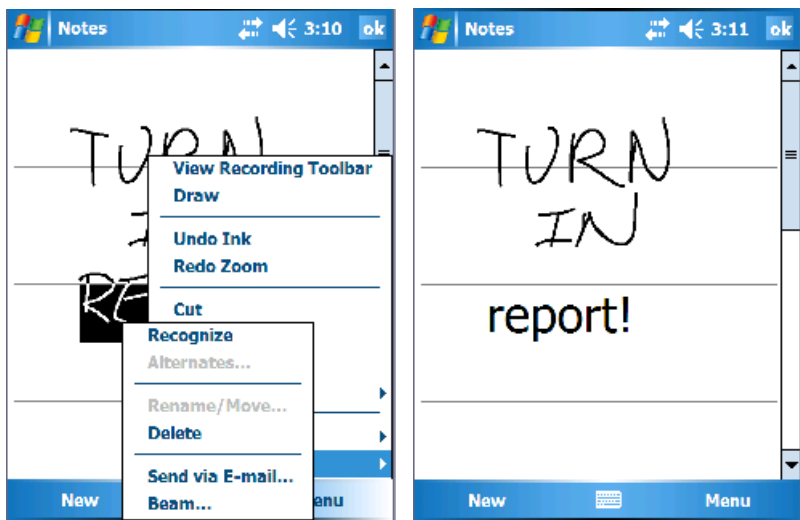 Notes 3:10 ok
TURN
View Recording Toolbar
Draw
Undo Ink
Redo Zoom
Cut
Recognize
Alternates...
Rename/Move...
Delete
Send via E-mail...
Beam...
New
Notes 3:11 ok
TURN
IN
report!
New Menu